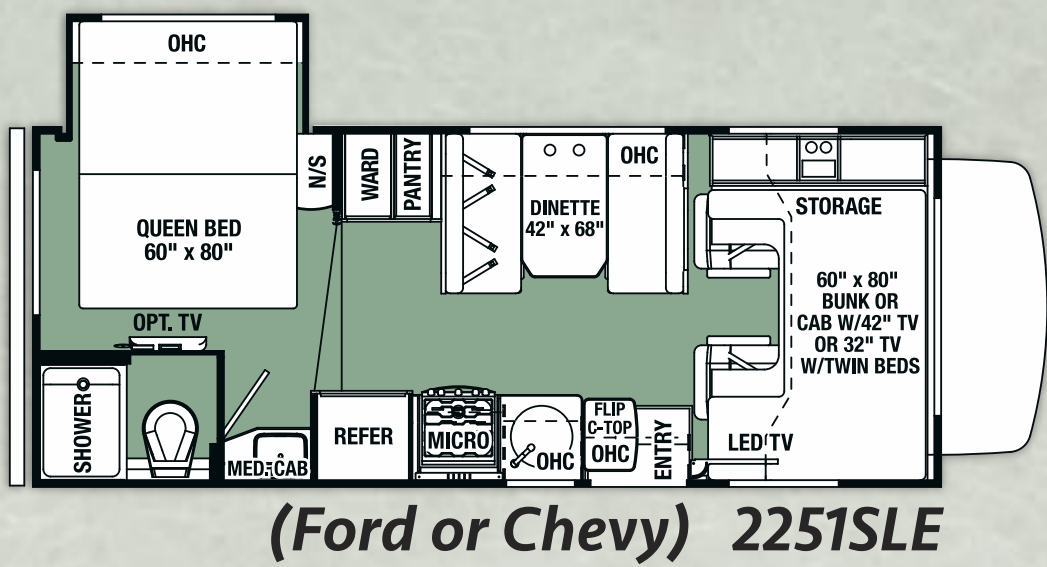 OHC
QUEEN BED
60" x 80"
N/S
WARD
PANTRY
DINETTE
42" x 68"
OHC
STORAGE
60" x 80"
BUNK OR
CAB W/42" TV
OR 32" TV
W/TWIN BEDS
OPT. TV
SHOWER
MED. CAB
REFER
MICRO
OHC
FLIP
C-TOP
OHC
ENTRY
LED TV
(Ford or Chevy) 2251SLE